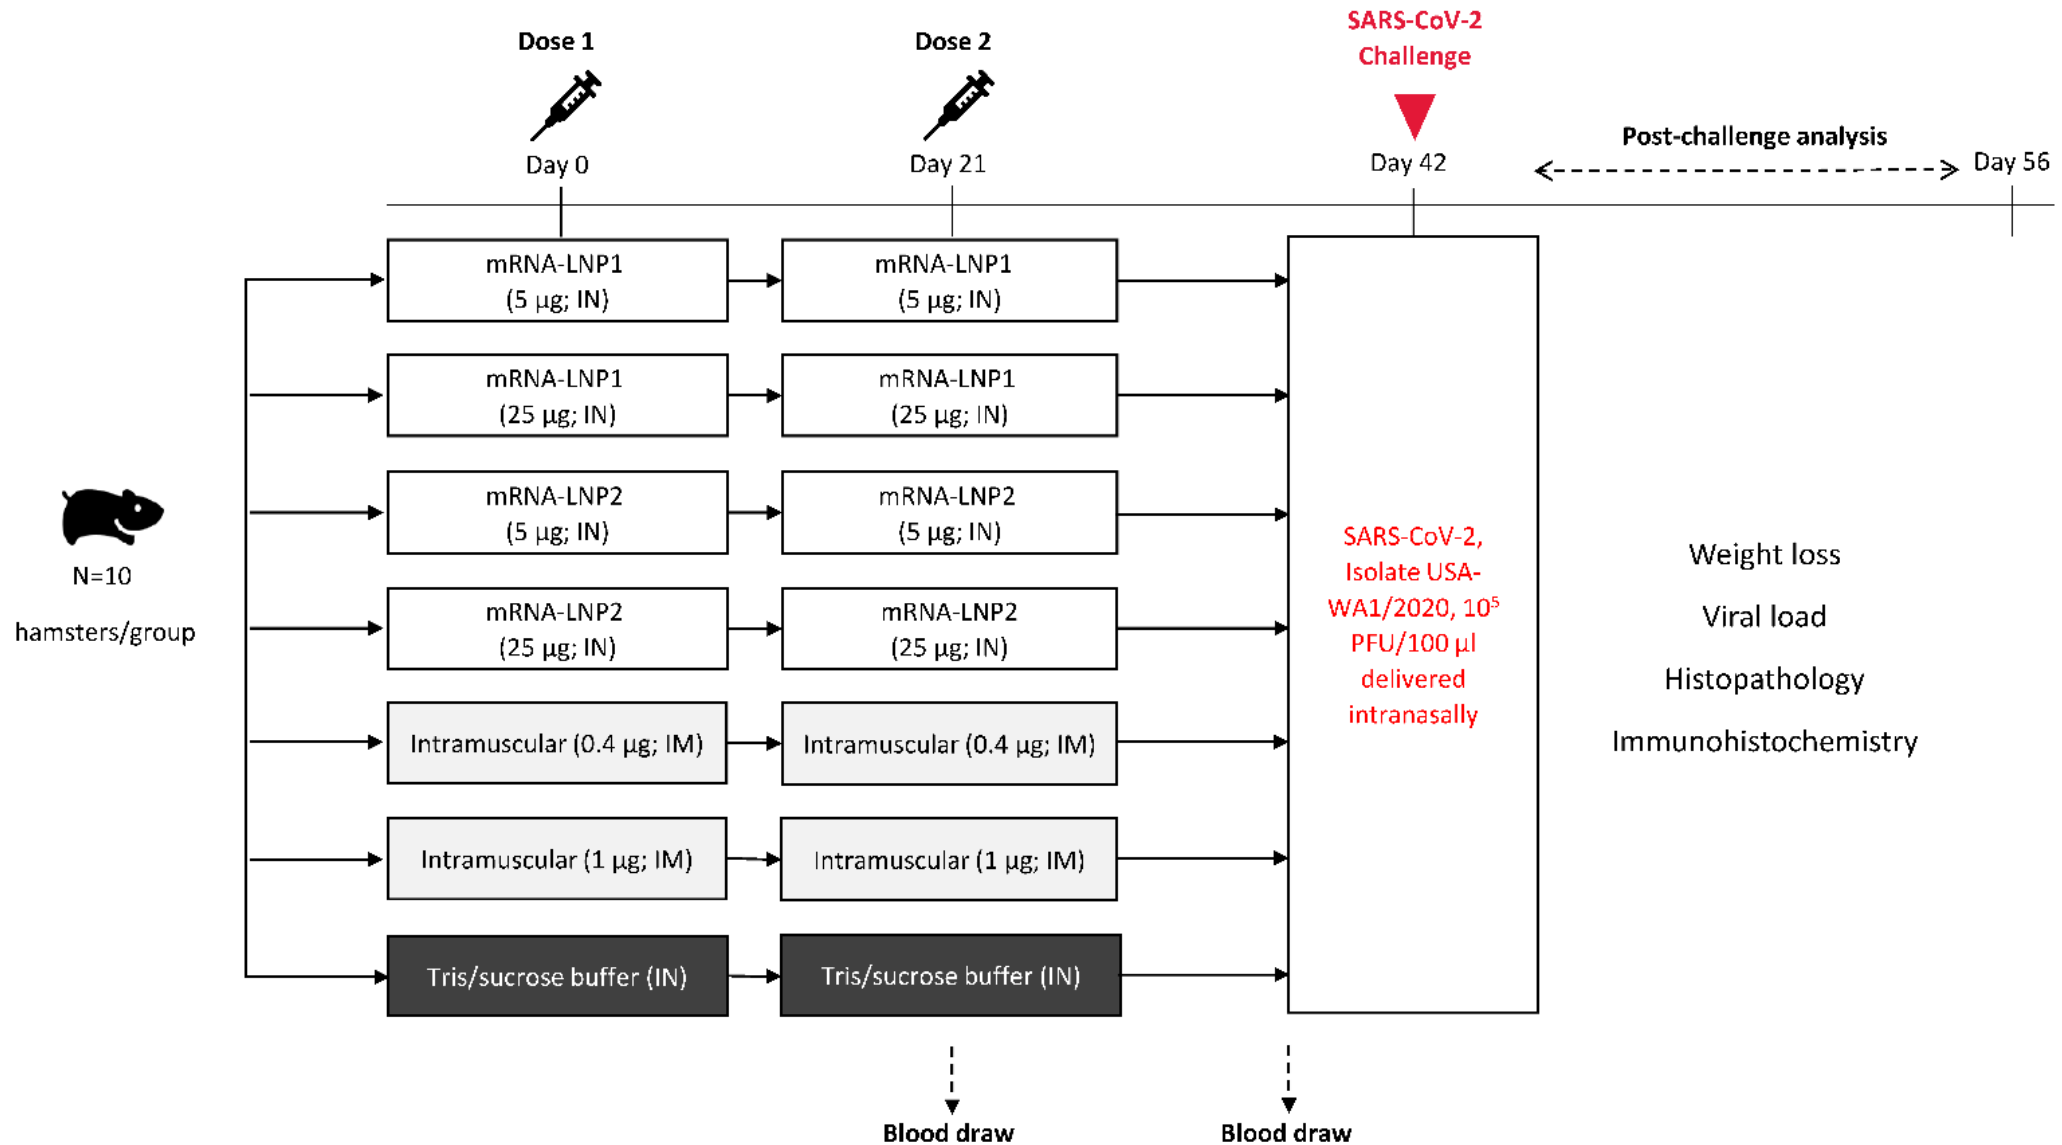 Dose 1
Dose 2
SARS-CoV-2
Challenge
Day 0
Day 21
Day 42
Post-challenge analysis
Day 56
mRNA-LNP1
(5 µg; IN)
mRNA-LNP1
(5 µg; IN)
mRNA-LNP1
(25 µg; IN)
mRNA-LNP1
(25 µg; IN)
mRNA-LNP2
(5 µg; IN)
mRNA-LNP2
(5 µg; IN)
mRNA-LNP2
(25 µg; IN)
mRNA-LNP2
(25 µg; IN)
Intramuscular (0.4 µg; IM)
Intramuscular (0.4 µg; IM)
Intramuscular (1 µg; IM)
Intramuscular (1 µg; IM)
Tris/sucrose buffer (IN)
Tris/sucrose buffer (IN)
N=10
hamsters/group
SARS-CoV-2,
Isolate USA-
WA1/2020, 10⁵
PFU/100 µl
delivered
intranasally
Weight loss
Viral load
Histopathology
Immunohistochemistry
Blood draw
Blood draw